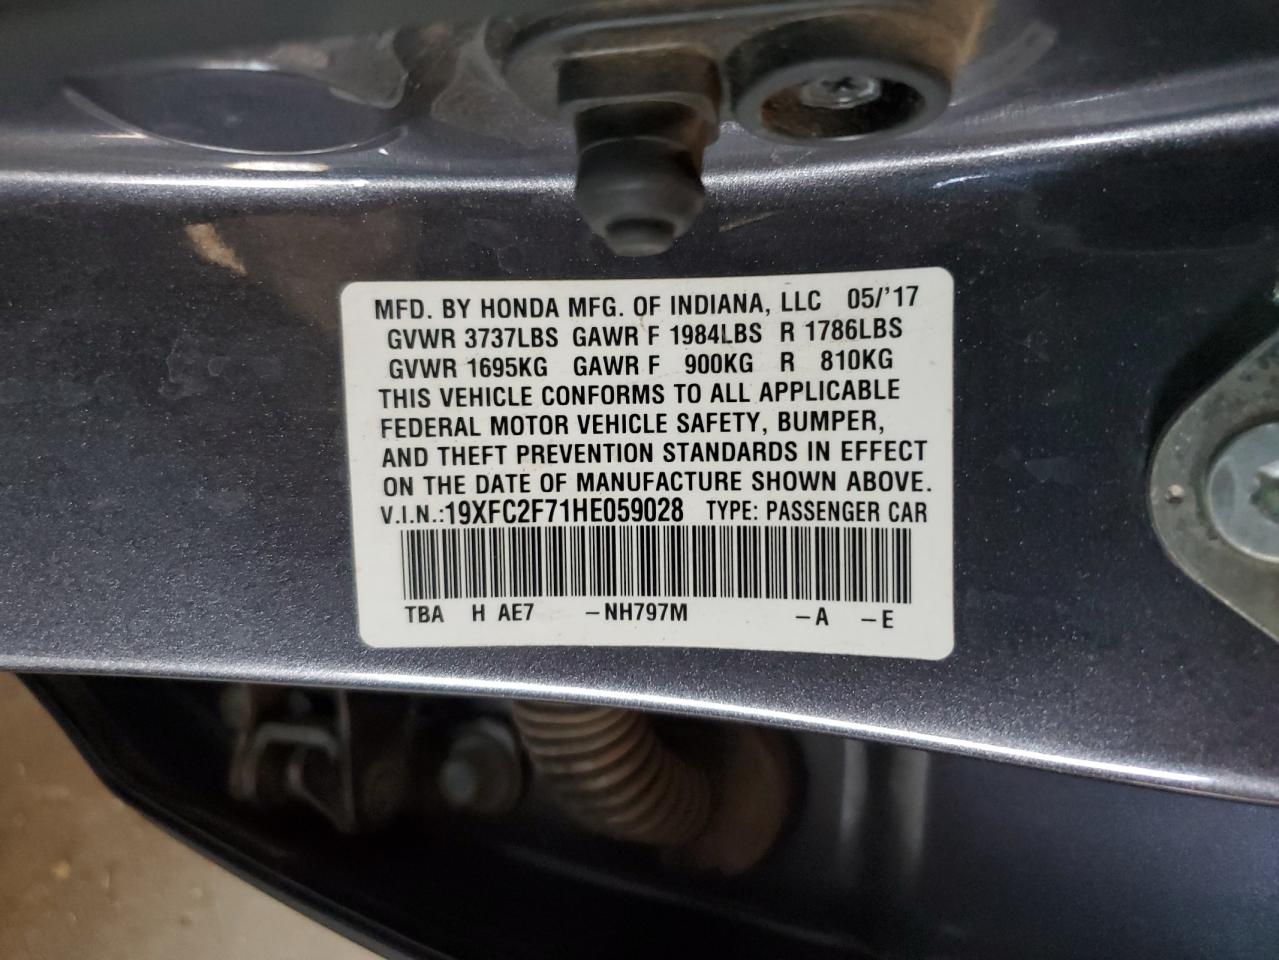 MFD. BY HONDA MFG. OF INDIANA, LLC 05/'17
GVWR 3737LBS GAWR F 1984LBS R 1786LBS
GVWR 1695KG GAWR F 900KG R 810KG
THIS VEHICLE CONFORMS TO ALL APPLICABLE
FEDERAL MOTOR VEHICLE SAFETY, BUMPER,
AND THEFT PREVENTION STANDARDS IN EFFECT
ON THE DATE OF MANUFACTURE SHOWN ABOVE.
V.I.N.:19XFC2F71HE059028 TYPE: PASSENGER CAR
TBA H AE7 -NH797M -A -E